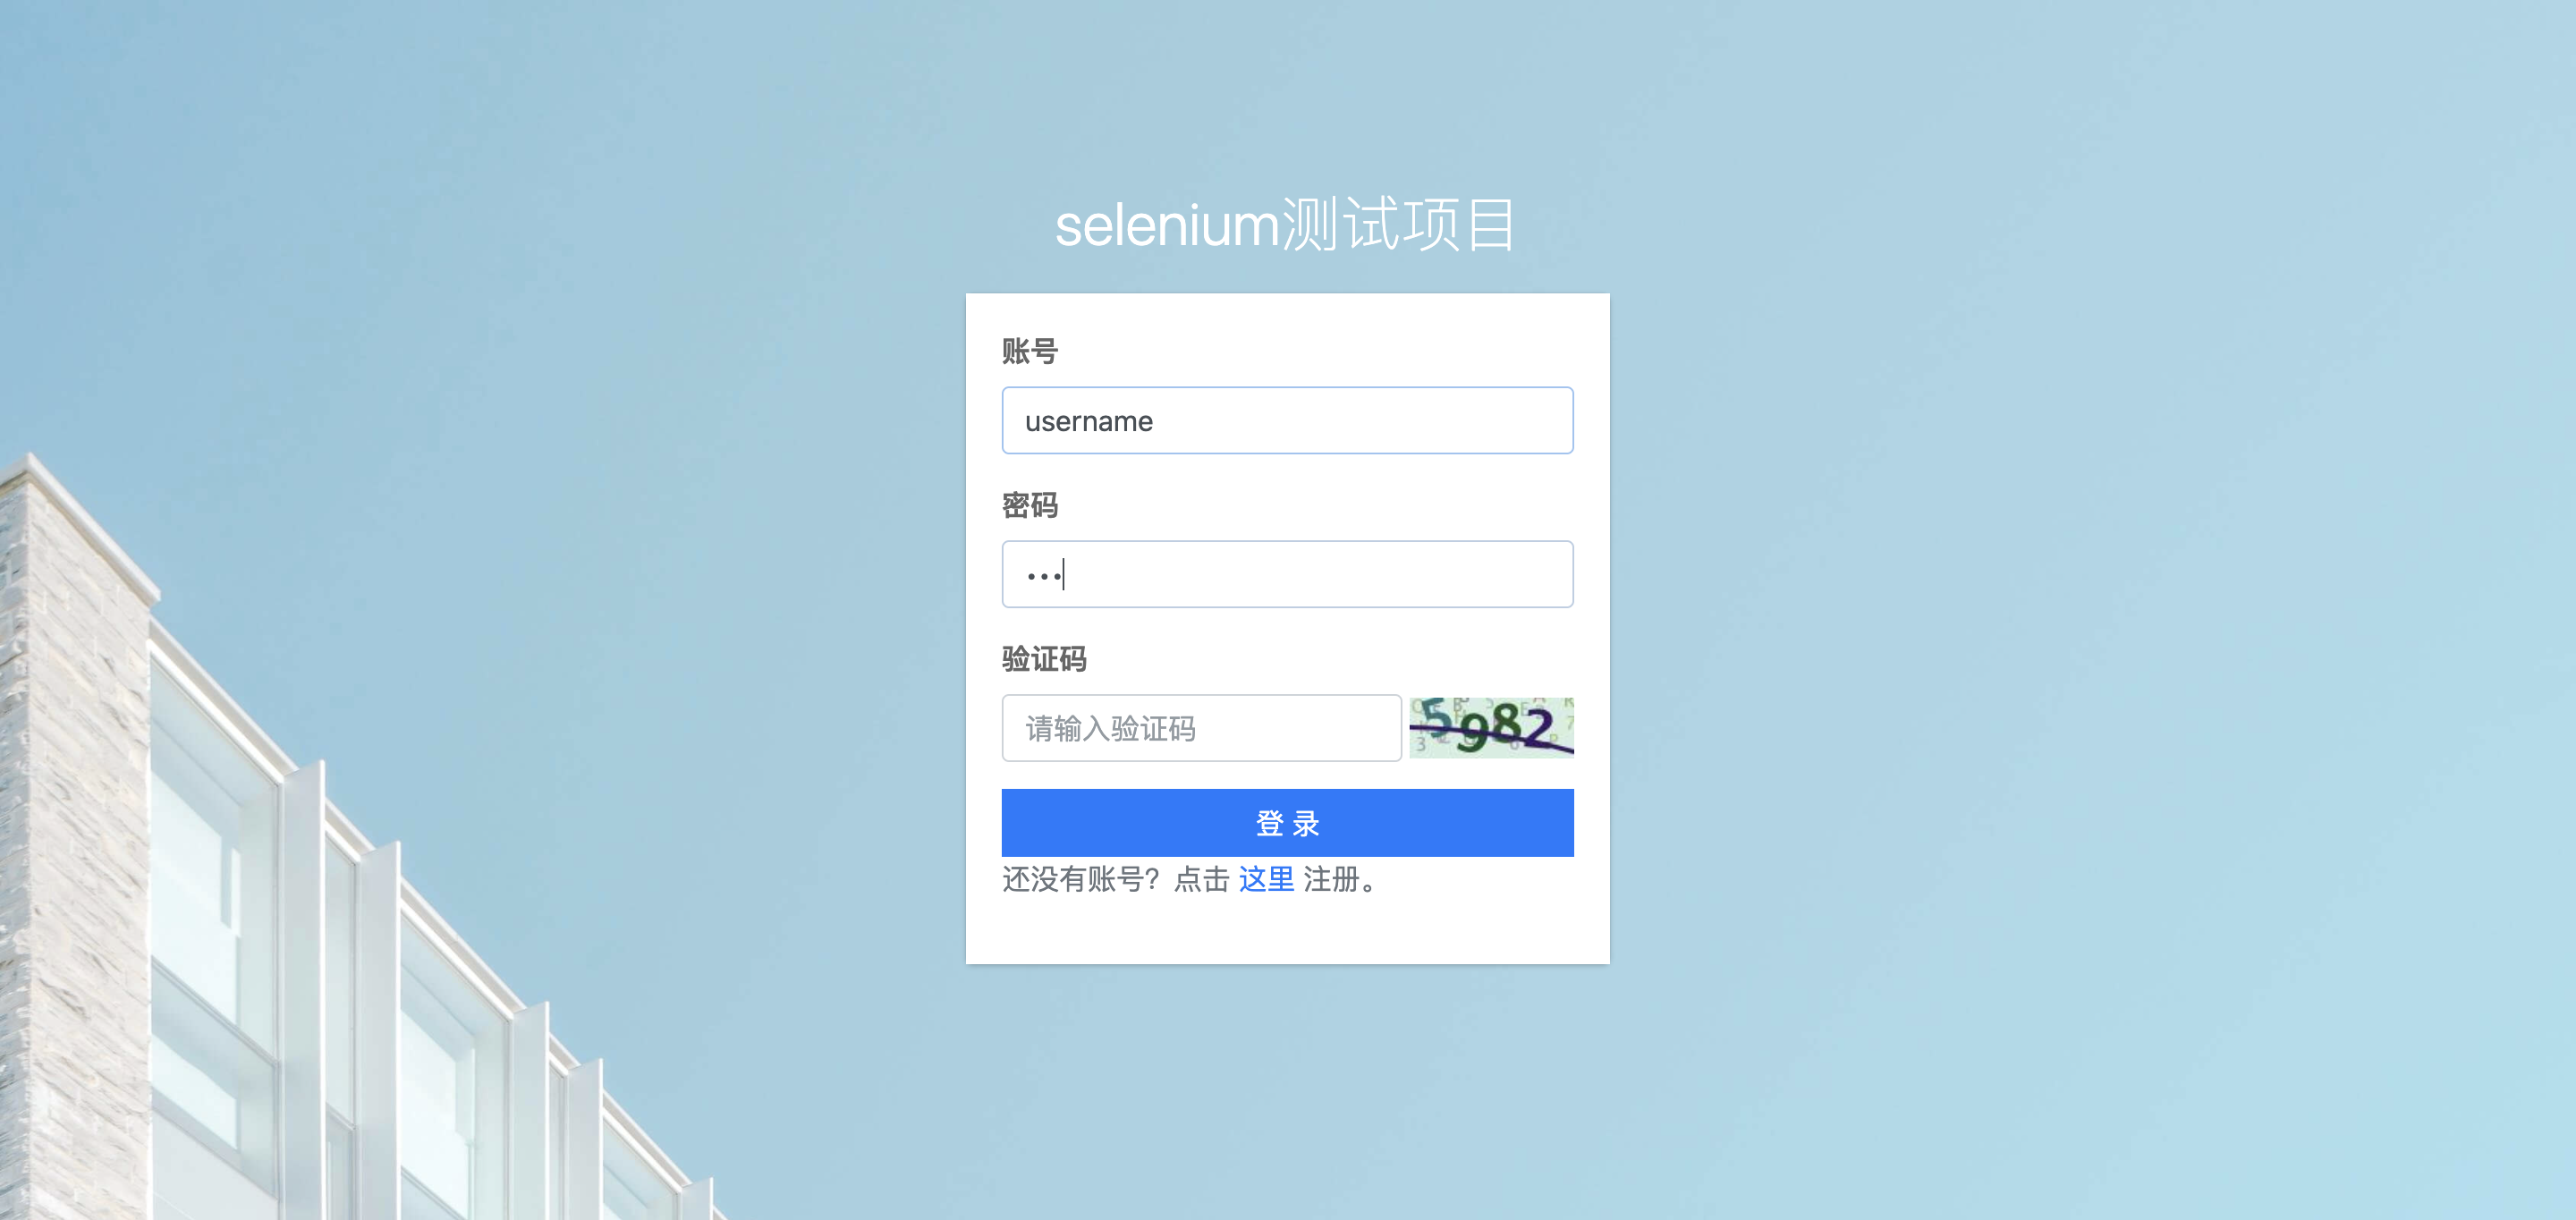 selenium测试项目
账号
username
密码
•••
验证码
请输入验证码
5982
登 录
还没有账号？点击 这里 注册。